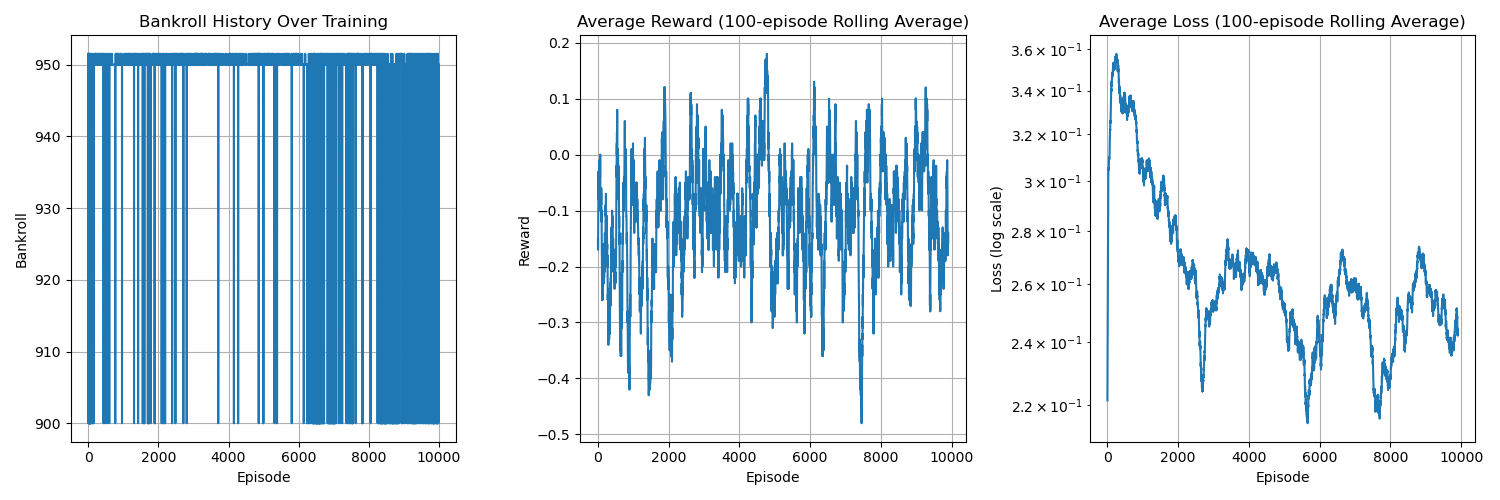 Bankroll History Over Training
950
940
930
920
910
900
Bankroll
0 2000 4000 6000 8000 10000
Episode
Average Reward (100-episode Rolling Average)
0.2
0.1
0.0
−0.1
−0.2
−0.3
−0.4
−0.5
Reward
0 2000 4000 6000 8000 10000
Episode
Average Loss (100-episode Rolling Average)
3.6 × 10⁻¹
3.4 × 10⁻¹
3.2 × 10⁻¹
3 × 10⁻¹
2.8 × 10⁻¹
2.6 × 10⁻¹
2.4 × 10⁻¹
2.2 × 10⁻¹
Loss (log scale)
0 2000 4000 6000 8000 10000
Episode